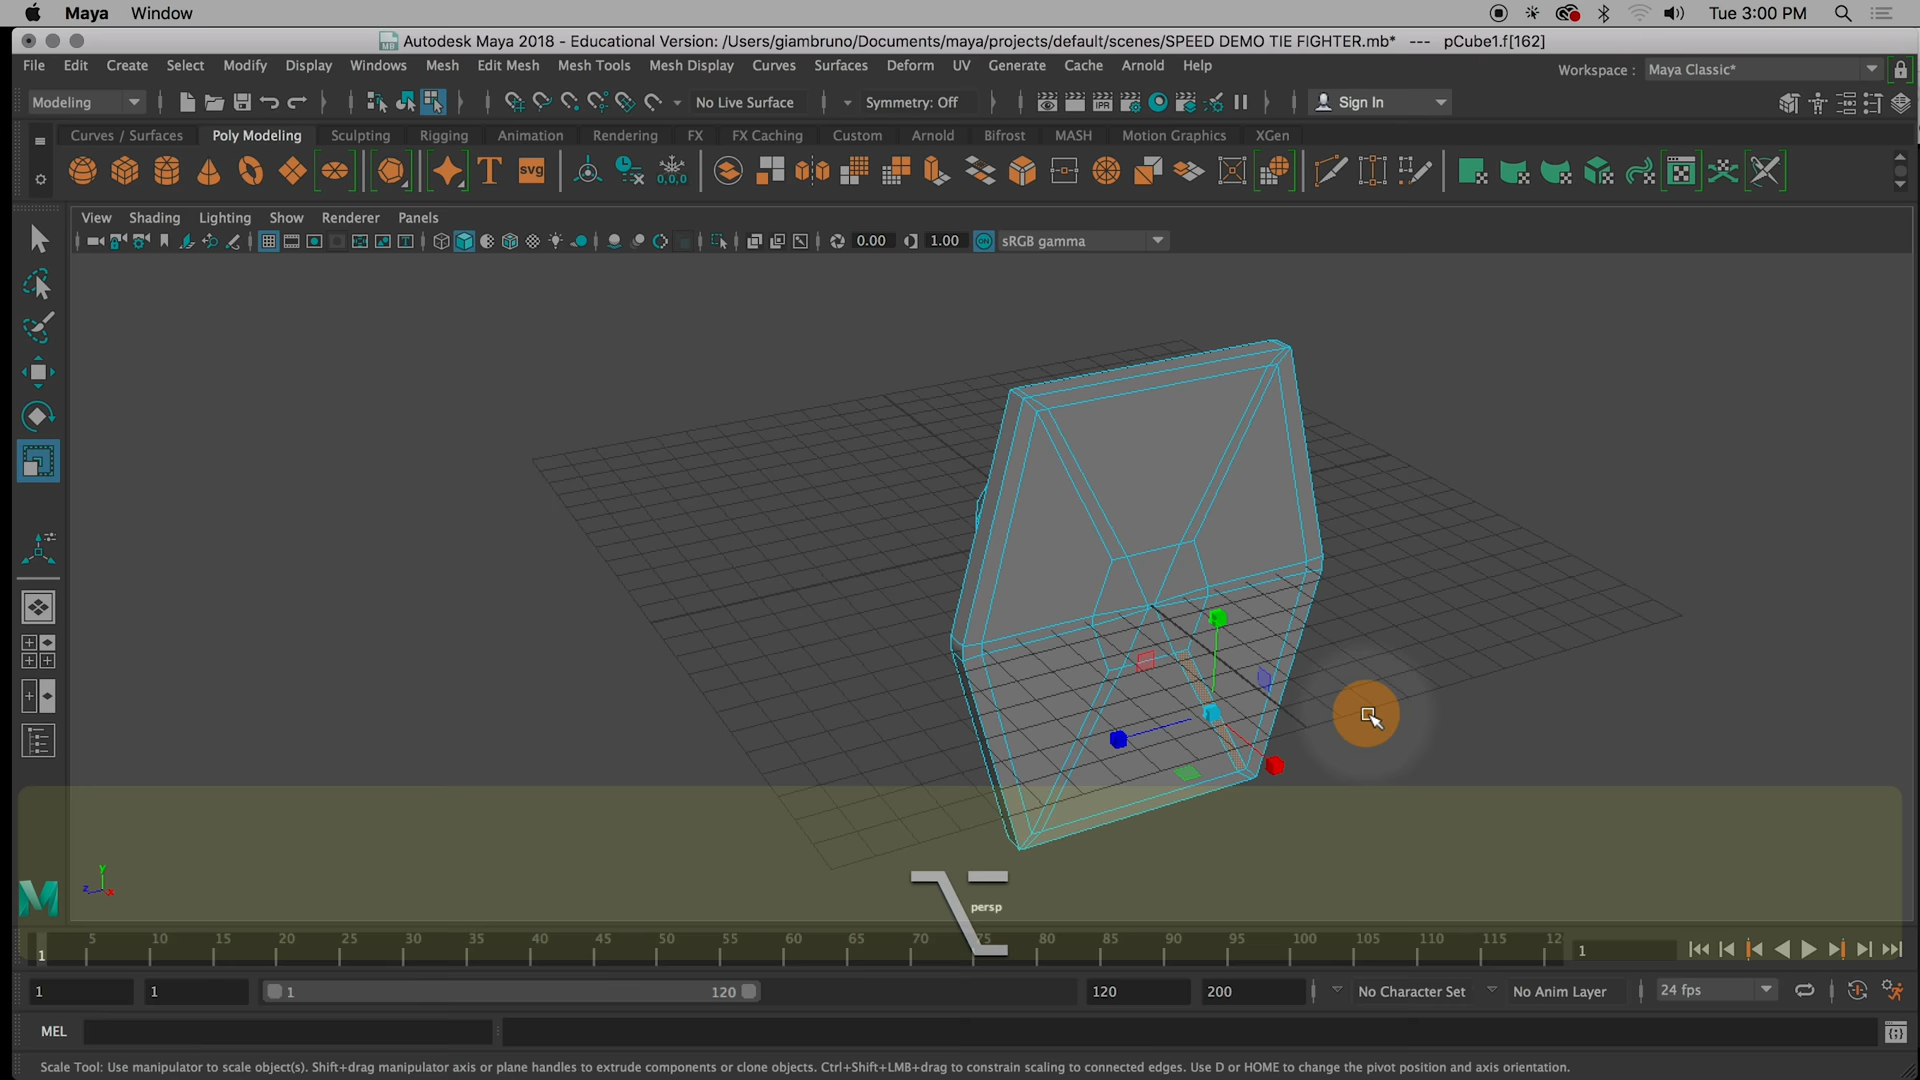 Maya Window Tue 3:00 PM
MB Autodesk Maya 2018 - Educational Version: /Users/giambruno/Documents/maya/projects/default/scenes/SPEED DEMO TIE FIGHTER.mb* --- pCube1.f[162]
File Edit Create Select Modify Display Windows Mesh Edit Mesh Mesh Tools Mesh Display Curves Surfaces Deform UV Generate Cache Arnold Help Workspace : Maya Classic*
Modeling No Live Surface Symmetry: Off IPR Sign In
Curves / Surfaces Poly Modeling Sculpting Rigging Animation Rendering FX FX Caching Custom Arnold Bifrost MASH Motion Graphics XGen
T SVG 0,0,0
View Shading Lighting Show Renderer Panels
0.00 1.00 ON sRGB gamma
y
z x
M
persp
5 10 15 20 25 30 35 40 45 50 55 60 65 70 75 80 85 90 95 100 105 110 115 12
1 1
1 1 1 120 120 200 No Character Set No Anim Layer 24 fps
MEL
Scale Tool: Use manipulator to scale object(s). Shift+drag manipulator axis or plane handles to extrude components or clone objects. Ctrl+Shift+LMB+drag to constrain scaling to connected edges. Use D or HOME to change the pivot position and axis orientation.